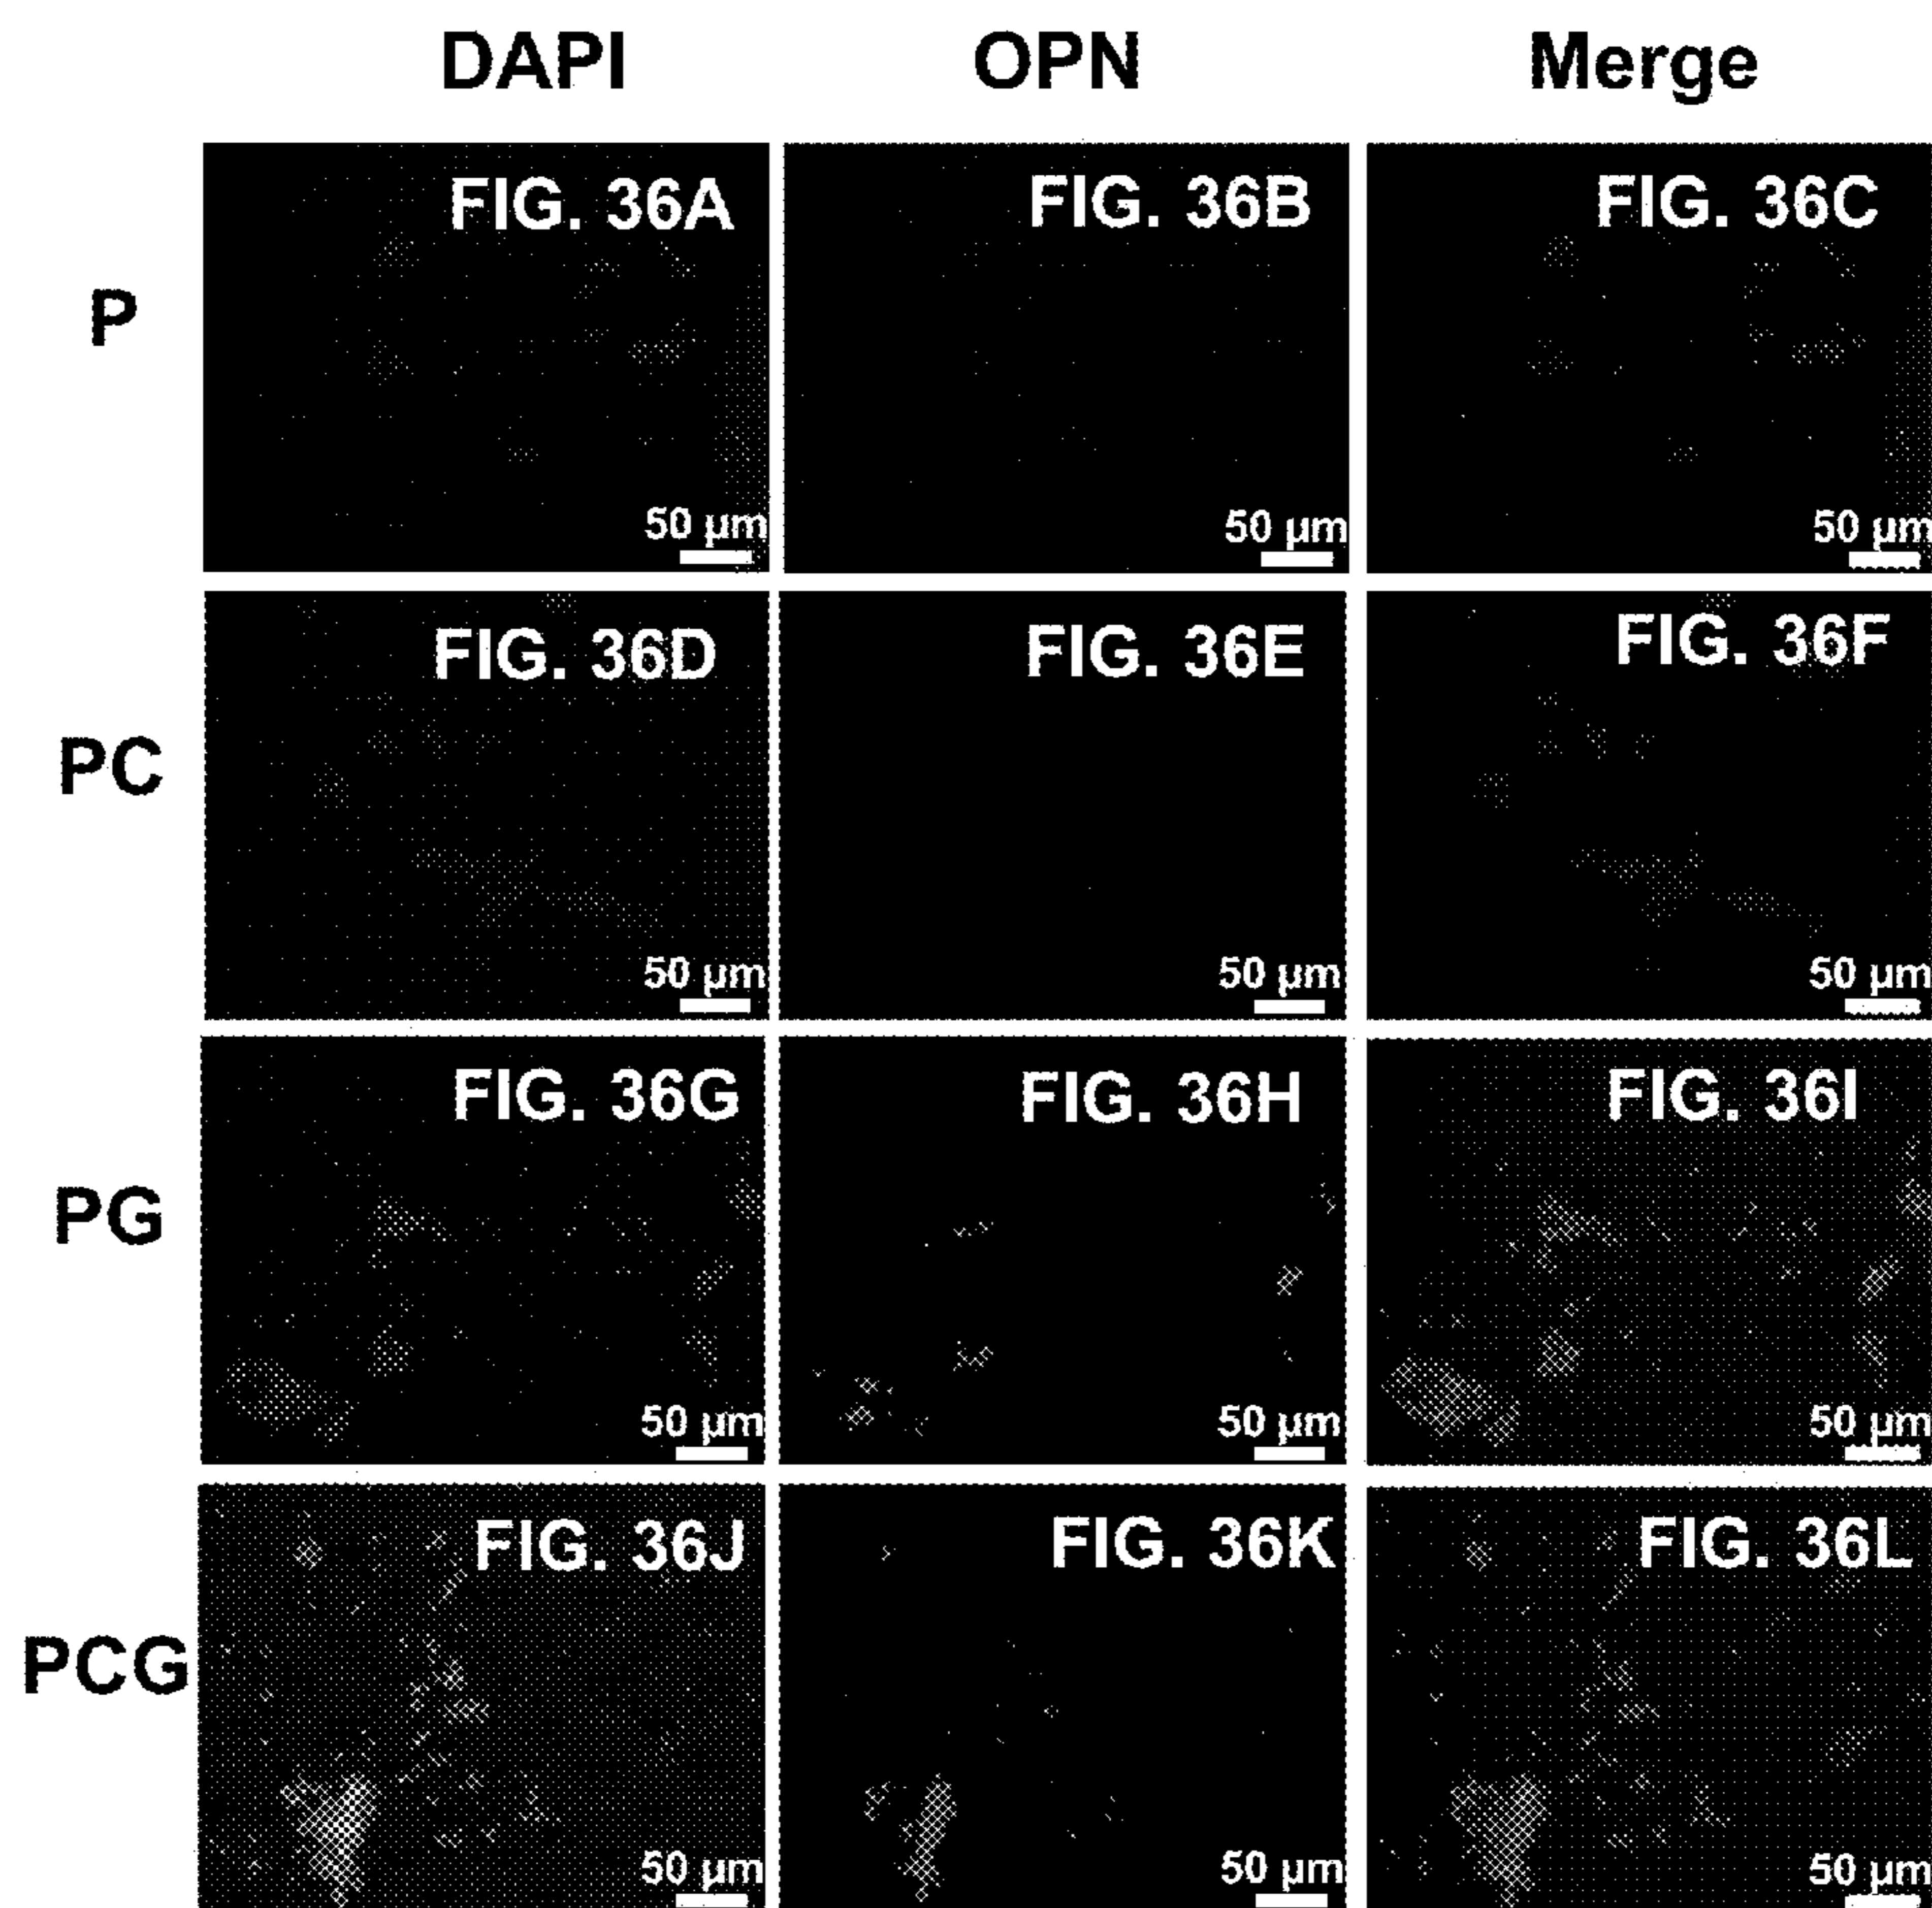 DAPI OPN Merge
FIG. 36A FIG. 36B FIG. 36C
P
50 µm 50 µm 50 µm
FIG. 36D FIG. 36E FIG. 36F
PC
50 µm 50 µm 50 µm
FIG. 36G FIG. 36H FIG. 36I
PG
50 µm 50 µm 50 µm
FIG. 36J FIG. 36K FIG. 36L
PCG
50 µm 50 µm 50 µm